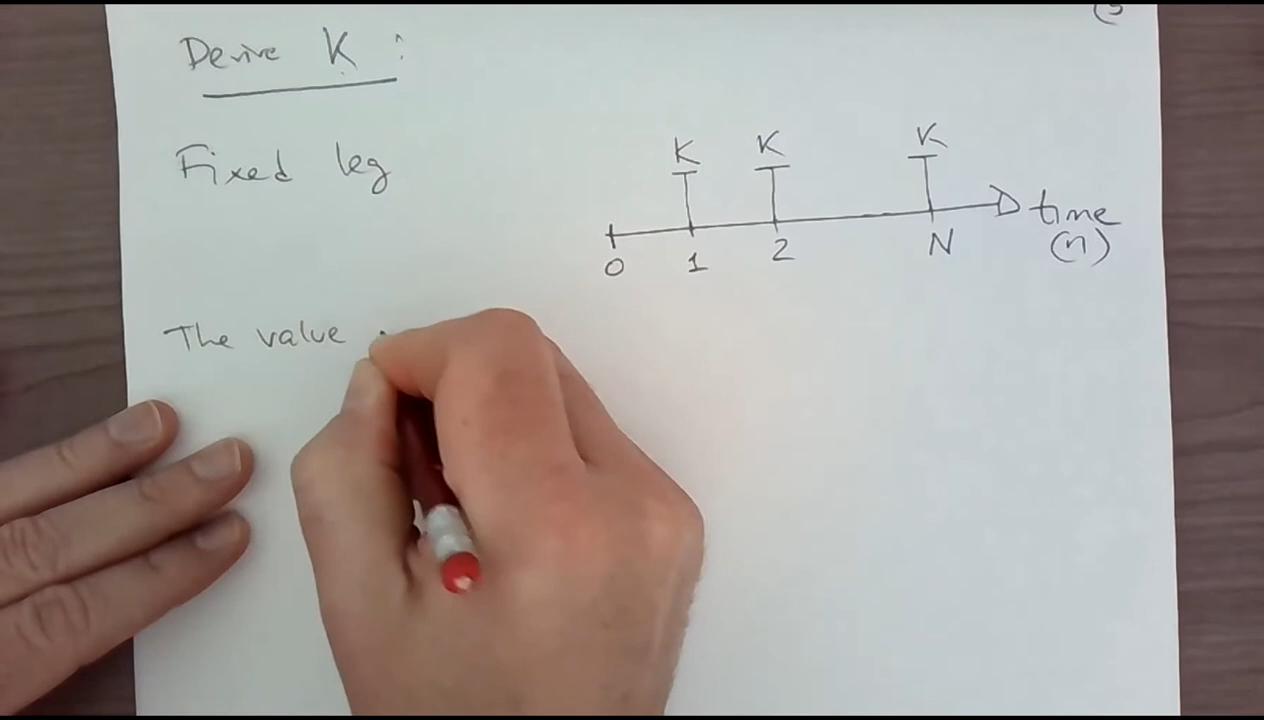 Derive K :
Fixed leg
K K K
time
0 1 2 N (n)
The value